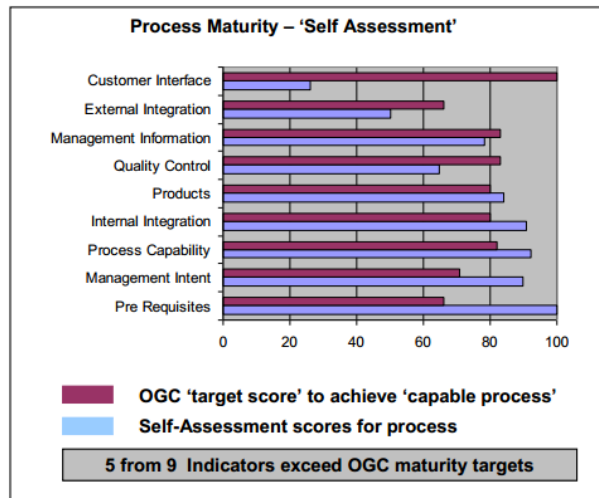 Process Maturity – ‘Self Assessment’
Customer Interface
External Integration
Management Information
Quality Control
Products
Internal Integration
Process Capability
Management Intent
Pre Requisites
0 20 40 60 80 100
OGC ‘target score’ to achieve ‘capable process’
Self-Assessment scores for process
5 from 9 Indicators exceed OGC maturity targets